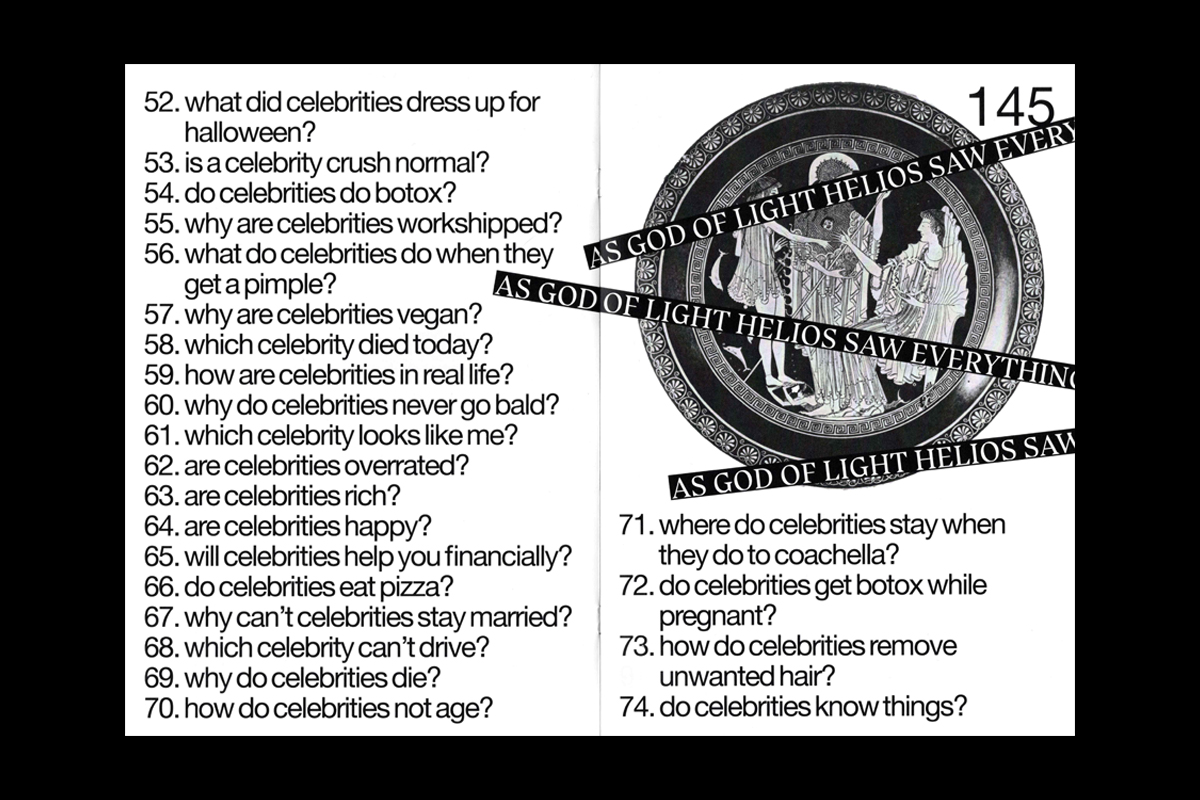 52. what did celebrities dress up for
halloween?
53. is a celebrity crush normal?
54. do celebrities do botox?
55. why are celebrities workshipped?
56. what do celebrities do when they
get a pimple?
57. why are celebrities vegan?
58. which celebrity died today?
59. how are celebrities in real life?
60. why do celebrities never go bald?
61. which celebrity looks like me?
62. are celebrities overrated?
63. are celebrities rich?
64. are celebrities happy?
65. will celebrities help you financially?
66. do celebrities eat pizza?
67. why can't celebrities stay married?
68. which celebrity can't drive?
69. why do celebrities die?
70. how do celebrities not age?
145
AS GOD OF LIGHT HELIOS SAW EVERY
AS GOD OF LIGHT HELIOS SAW EVERYTHING
AS GOD OF LIGHT HELIOS SAW
71. where do celebrities stay when
they do to coachella?
72. do celebrities get botox while
pregnant?
73. how do celebrities remove
unwanted hair?
74. do celebrities know things?